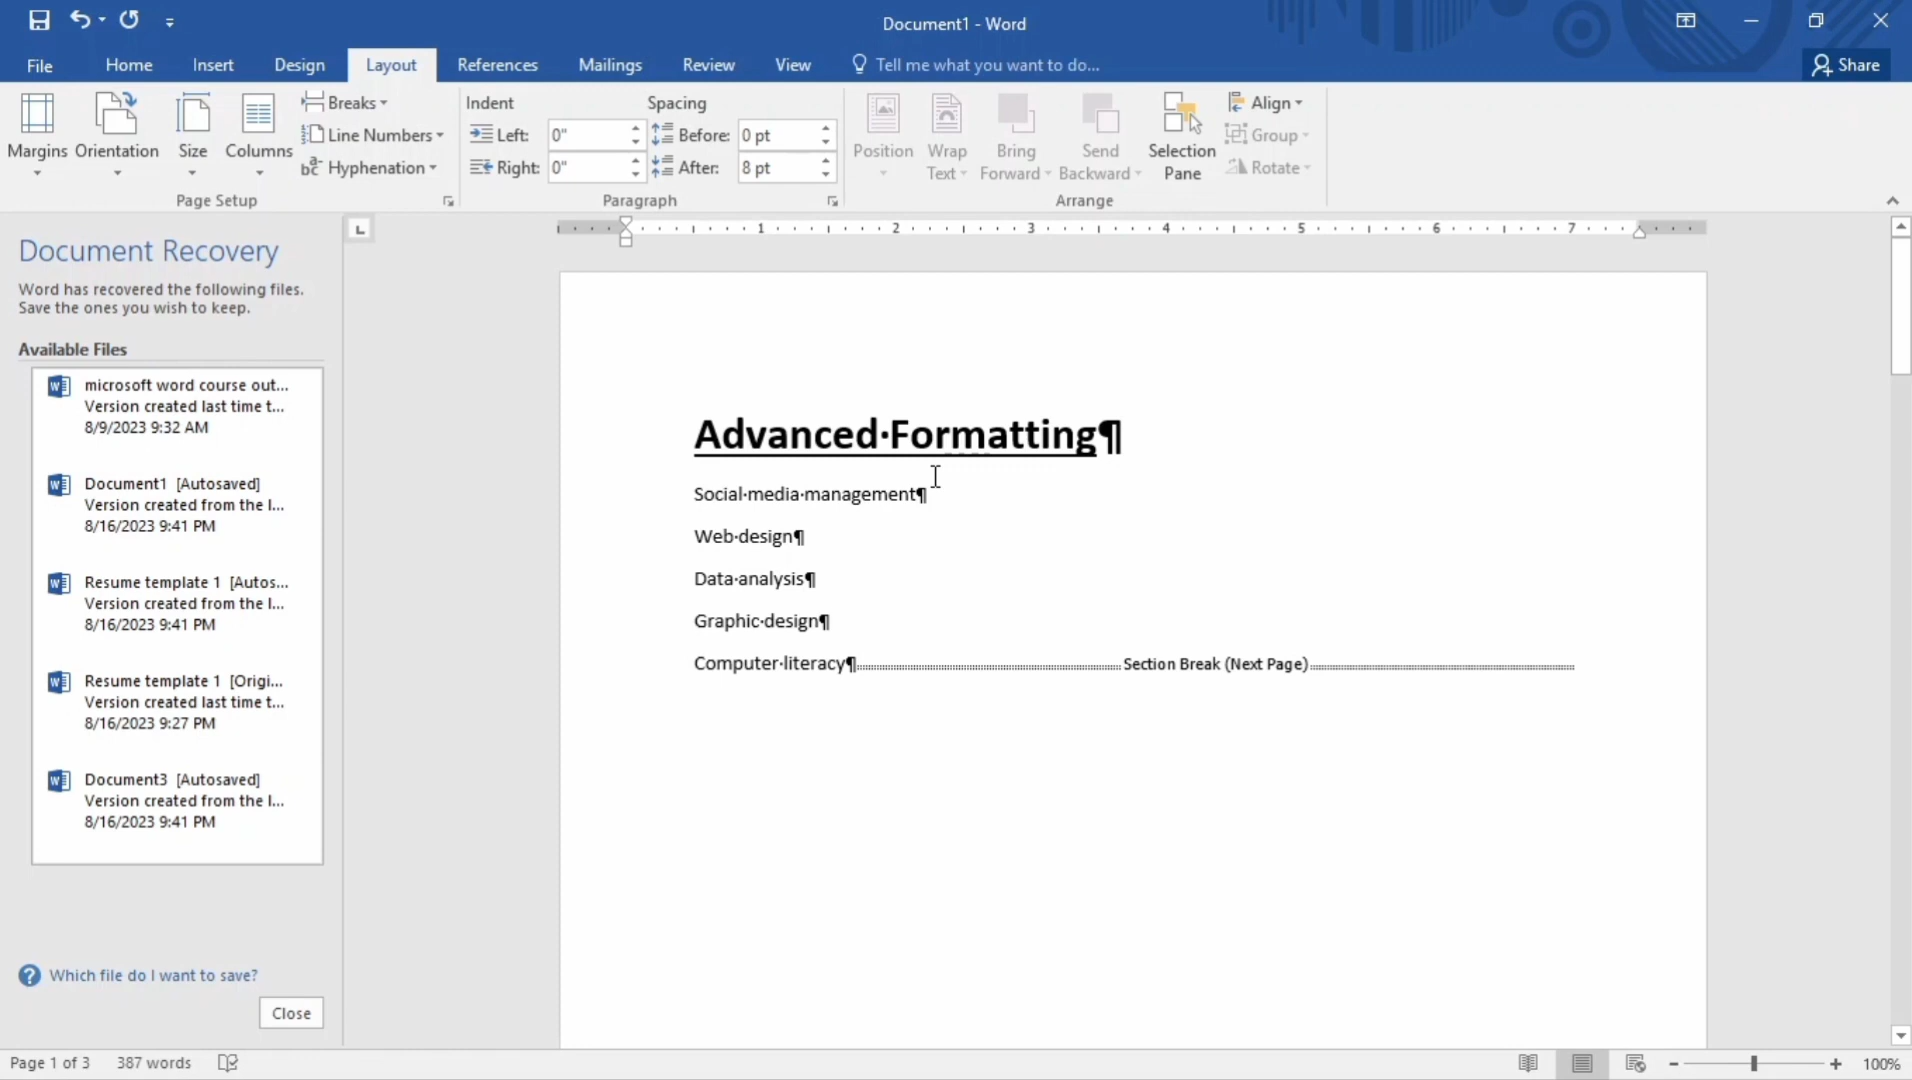 Document1 - Word
File Home Insert Design Layout References Mailings Review View Tell me what you want to do... Share
Margins Orientation Size Columns
Breaks
Line Numbers
Hyphenation
Page Setup
Indent Spacing
Left: 0" Before: 0 pt
Right: 0" After: 8 pt
Paragraph
Position Wrap Text Bring Forward Send Backward Selection Pane
Align
Group
Rotate
Arrange
1 2 3 4 5 6 7
Document Recovery
Word has recovered the following files.
Save the ones you wish to keep.
Available Files
microsoft word course out...
Version created last time t...
8/9/2023 9:32 AM
Document1 [Autosaved]
Version created from the l...
8/16/2023 9:41 PM
Resume template 1 [Autos...
Version created from the l...
8/16/2023 9:41 PM
Resume template 1 [Origi...
Version created last time t...
8/16/2023 9:27 PM
Document3 [Autosaved]
Version created from the l...
8/16/2023 9:41 PM
Which file do I want to save?
Close
Advanced·Formatting¶
Social·media·management¶
Web·design¶
Data·analysis¶
Graphic·design¶
Computer·literacy¶ Section Break (Next Page)
Page 1 of 3 387 words 100%